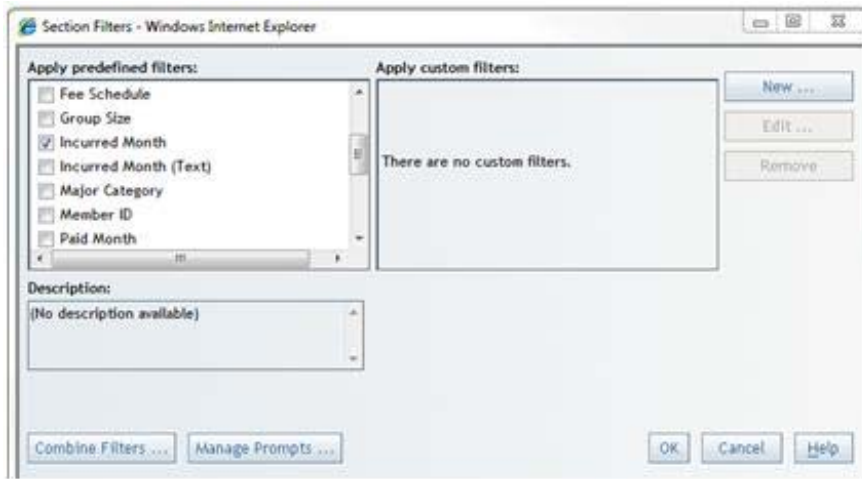 Section Filters - Windows Internet Explorer
Apply predefined filters:
Fee Schedule
Group Size
Incurred Month
Incurred Month (Text)
Major Category
Member ID
Paid Month
Apply custom filters:
There are no custom filters.
New ...
Edit ...
Remove
Description:
(No description available)
Combine Filters ...
Manage Prompts ...
OK
Cancel
Help